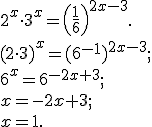 2^x·3^x=(1/6)^{2x-3}.
(2·3)^x=(6^{-1})^{2x-3};
6^x=6^{-2x+3};
x=-2x+3;
x=1.